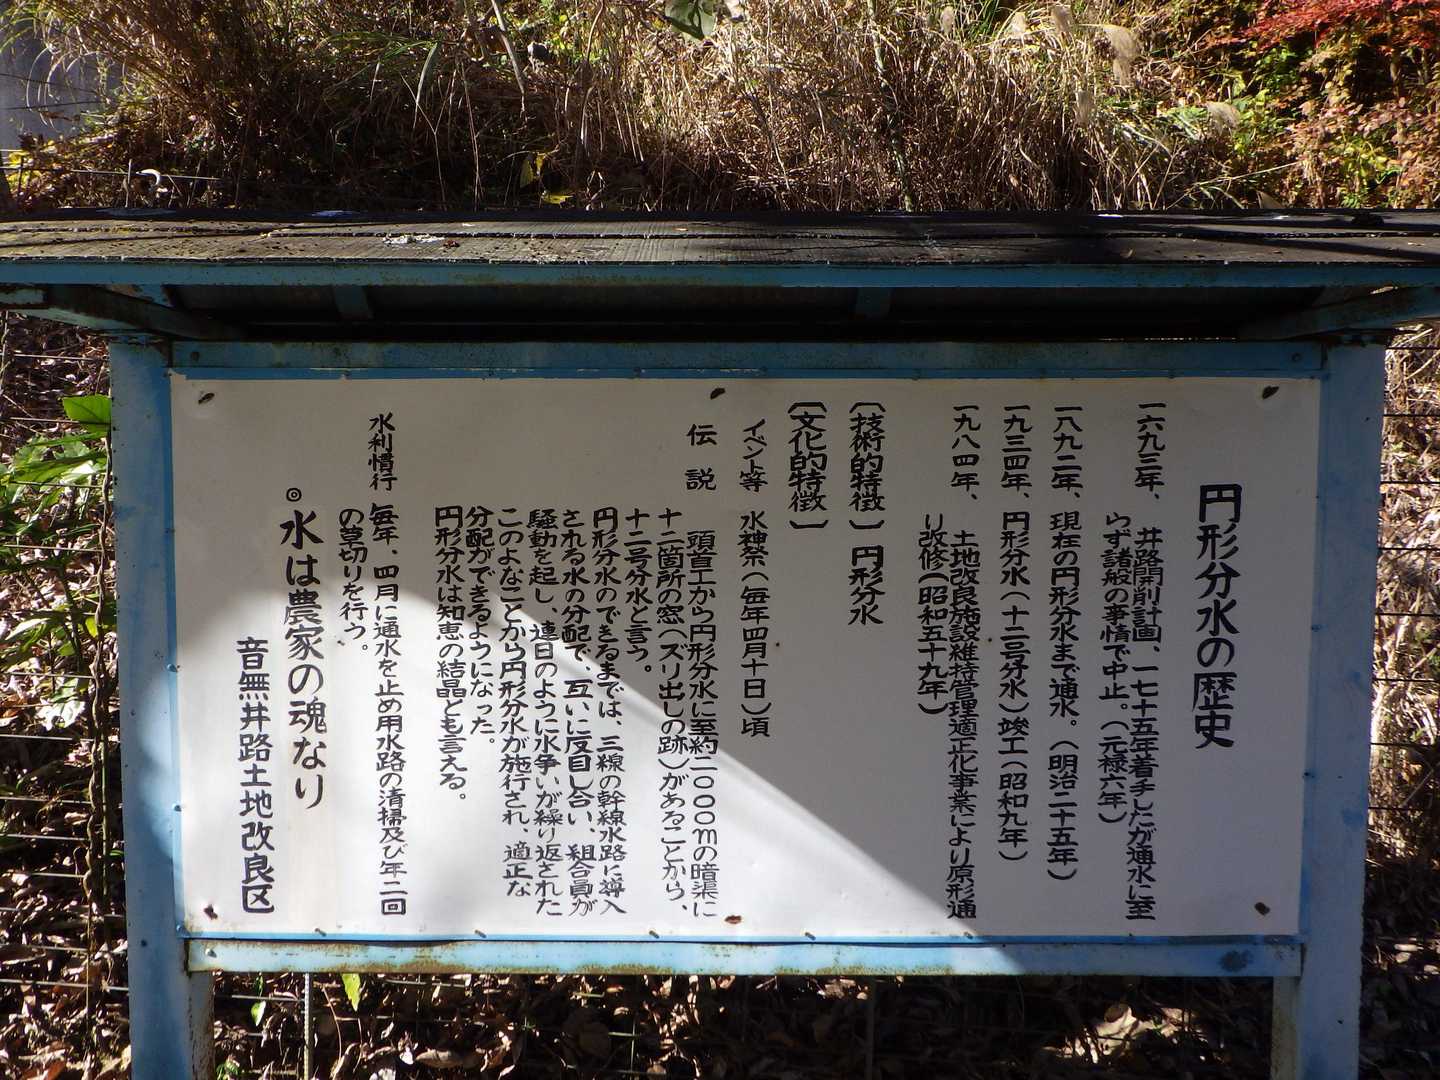 円形分水の歴史
一六九三年、井路開削計画、一七十五年着手したが通水に至
らず諸般の事情で中止。（元禄六年）
一八九二年、現在の円形分水まで通水。（明治二十五年）
一九三四年、円形分水（十二号分水）竣工（昭和九年）
一九八四年、土地改良施設維持管理適正化事業により原形通
り改修（昭和五十九年）
〔技術的特徴〕円形分水
〔文化的特徴〕
イベント等 水神祭（毎年四月十日）頃
伝説 頭首工から円形分水に至約二〇〇〇mの暗渠に
十二箇所の窓（ズリ出しの跡）があることから、
十二号分水と言う。
円形分水のできるまでは、三線の幹線水路に導入
される水の分配で、互いに反目し合い、組合員が
騒動を起し、連日のように水争いが繰り返された
このよなことから円形分水が施行され、適正な
分配ができるようになった。
円形分水は知恵の結晶とも言える。
水利慣行 毎年、四月に通水を止め用水路の清掃及び年二回
の草切りを行う。
◎水は農家の魂なり
音無井路土地改良区